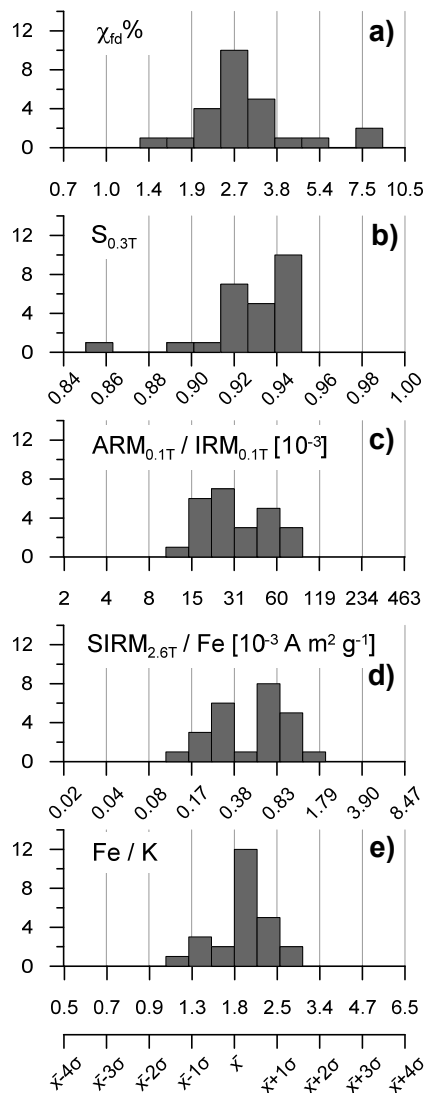 12
χfd%
a)
8
4
0
0.7 1.0 1.4 1.9 2.7 3.8 5.4 7.5 10.5
12
S0.3T
b)
8
4
0
0.84 0.86 0.88 0.90 0.92 0.94 0.96 0.98 1.00
12
ARM0.1T / IRM0.1T [10-3]
c)
8
4
0
2 4 8 15 31 60 119 234 463
12
SIRM2.6T / Fe [10-3 A m2 g-1]
d)
8
4
0
0.02 0.04 0.08 0.17 0.38 0.83 1.79 3.90 8.47
12
Fe / K
e)
8
4
0
0.5 0.7 0.9 1.3 1.8 2.5 3.4 4.7 6.5
x̄-4σ x̄-3σ x̄-2σ x̄-1σ x̄ x̄+1σ x̄+2σ x̄+3σ x̄+4σ